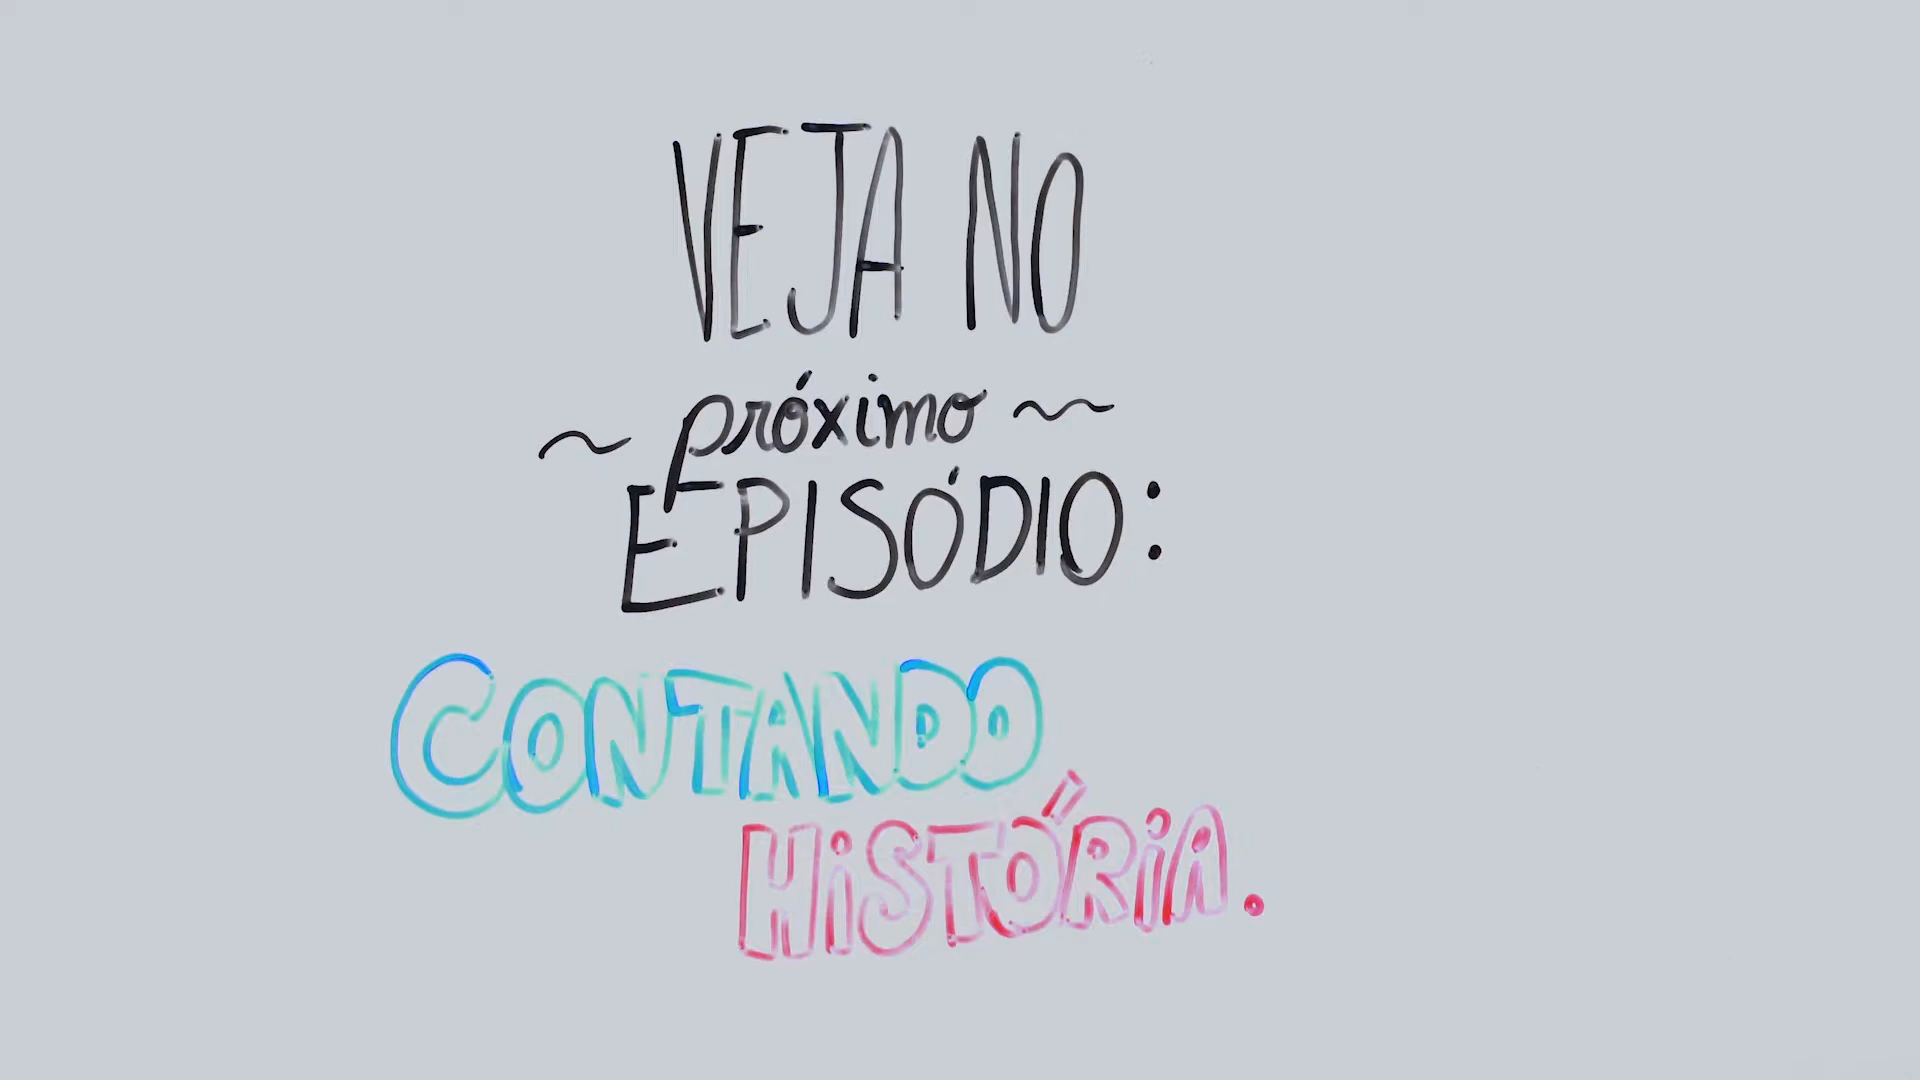 VEJA NO
~ próximo ~
EPISÓDIO:
CONTANDO
HISTÓRIA.